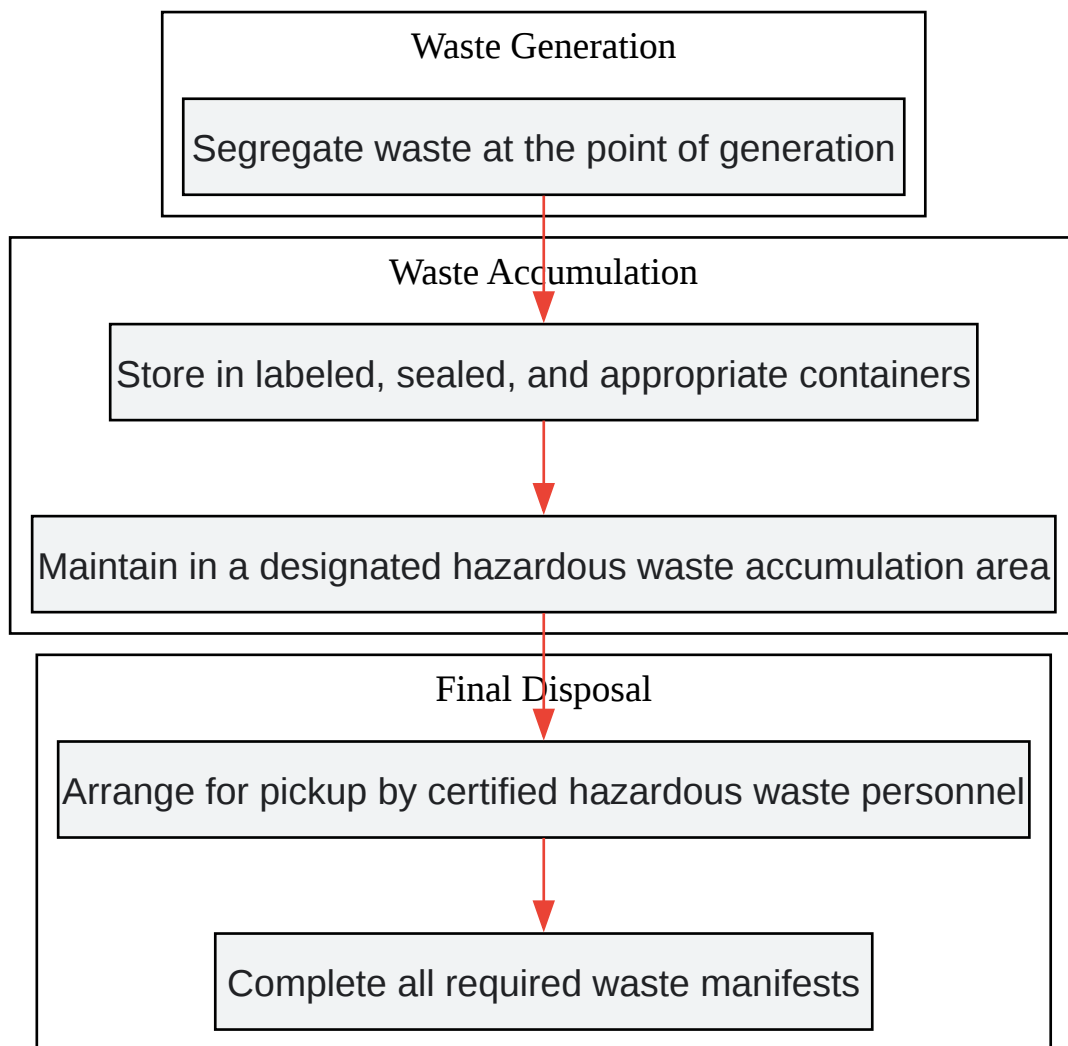 Waste Generation
Segregate waste at the point of generation
Waste Accumulation
Store in labeled, sealed, and appropriate containers
Maintain in a designated hazardous waste accumulation area
Final Disposal
Arrange for pickup by certified hazardous waste personnel
Complete all required waste manifests